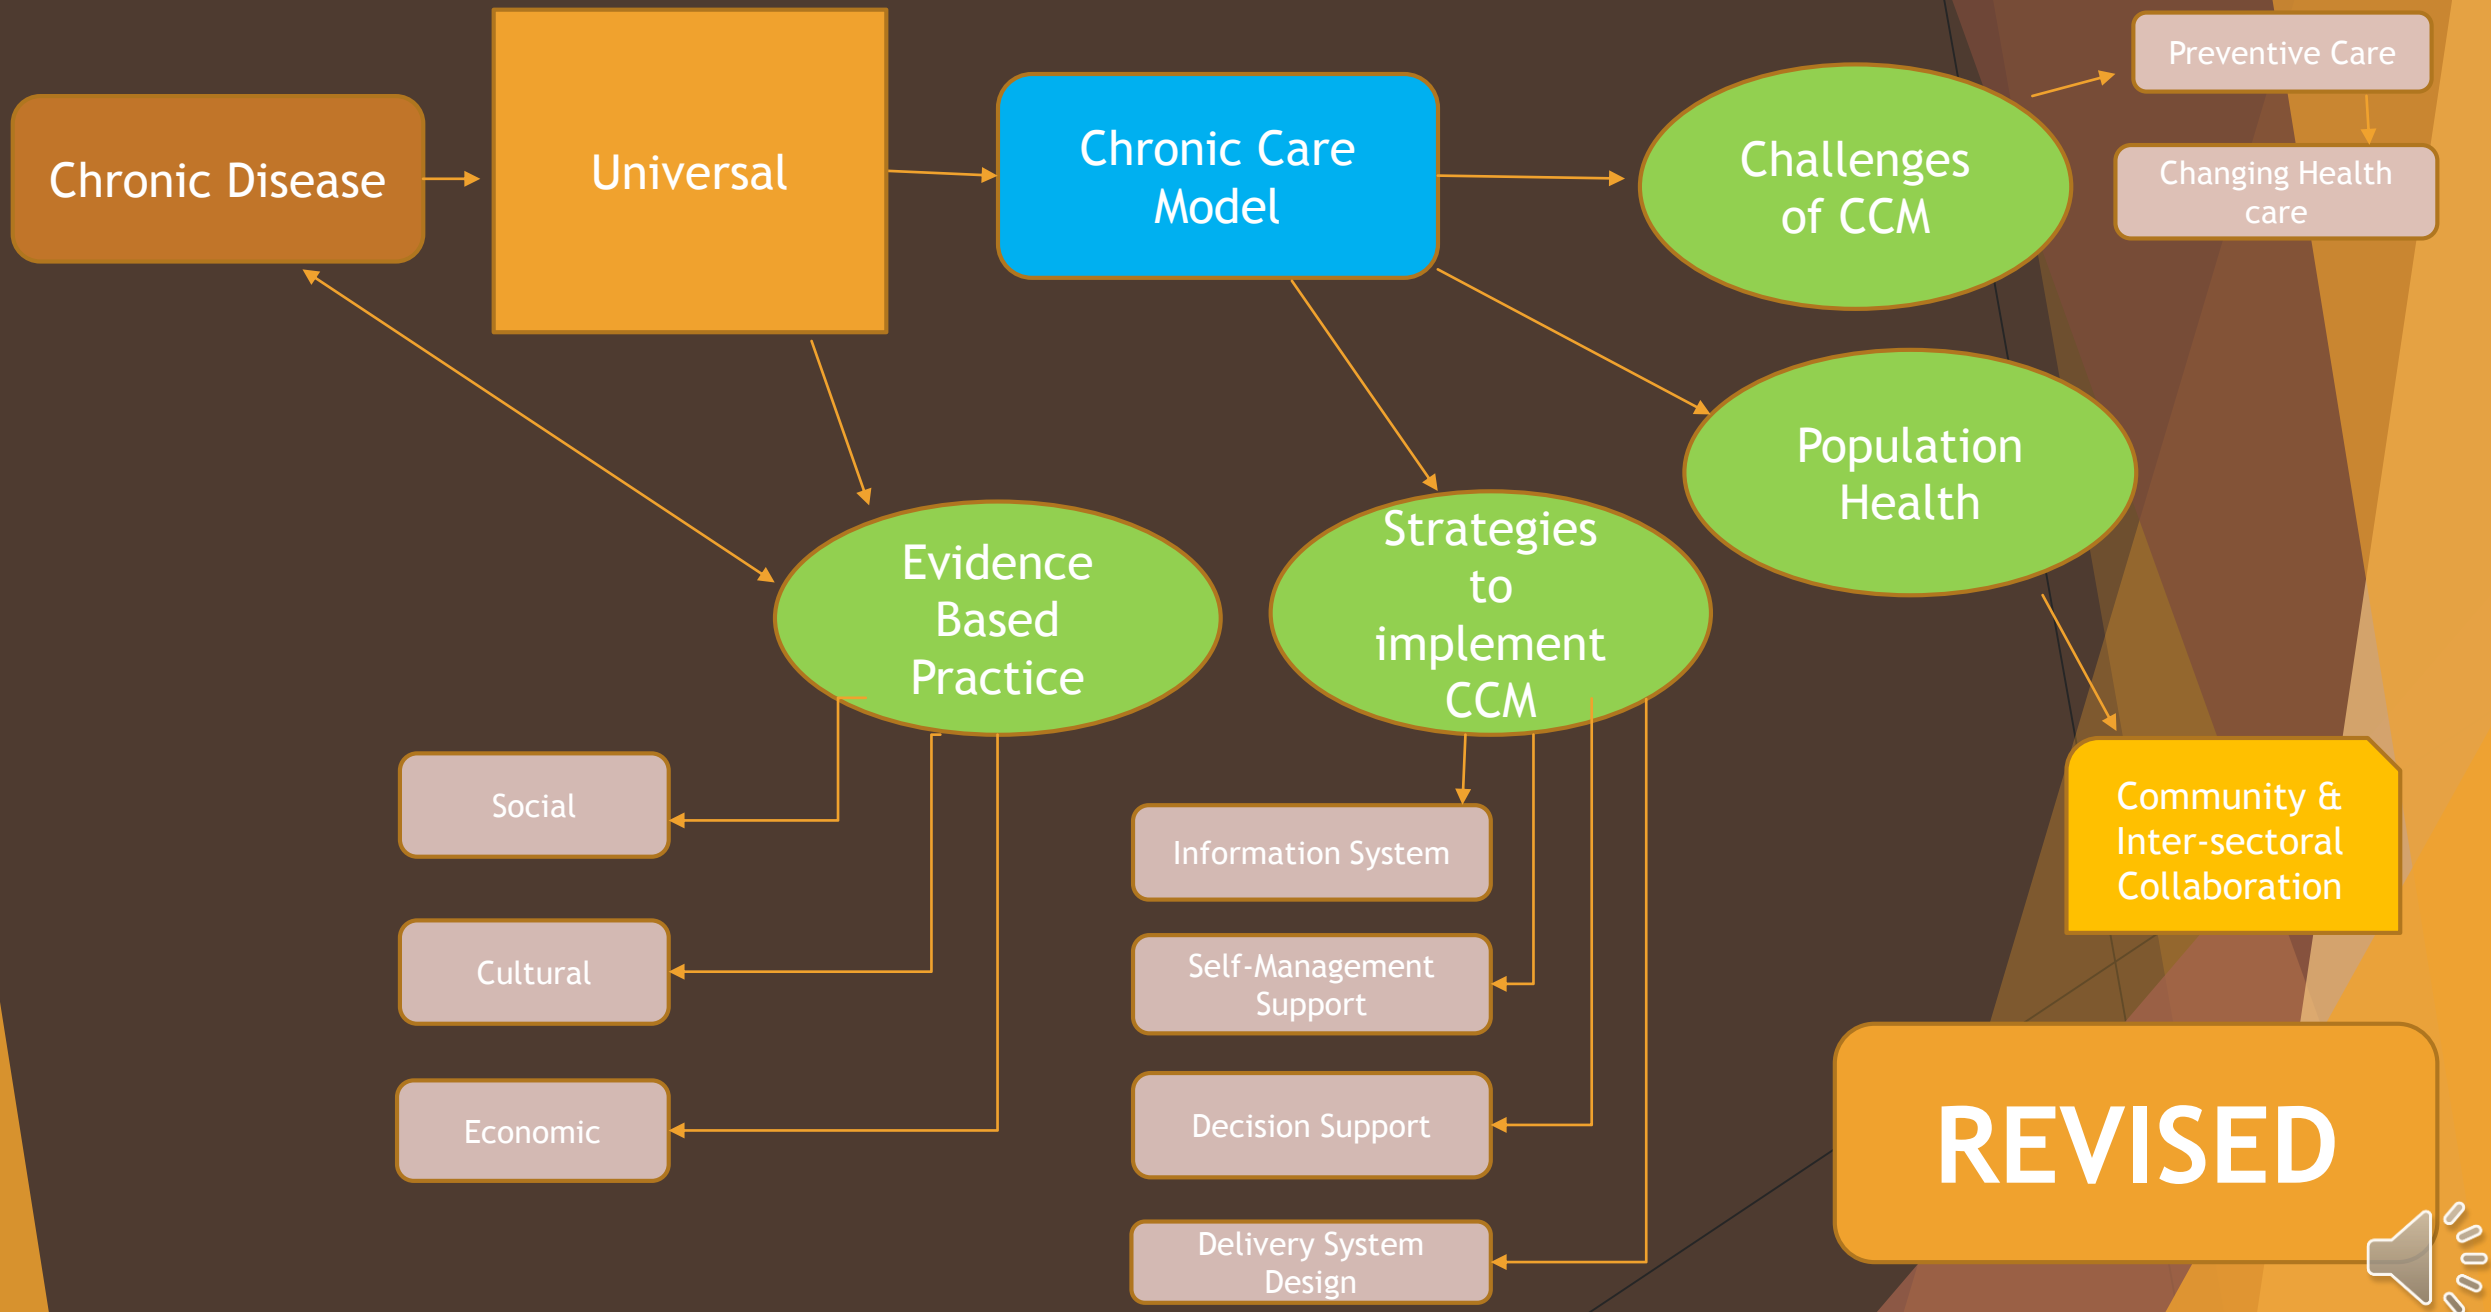 Chronic Disease
Universal
Chronic Care
Model
Challenges
of CCM
Preventive Care
Changing Health
care
Population
Health
Evidence
Based
Practice
Strategies
to
implement
CCM
Social
Cultural
Economic
Information System
Self-Management
Support
Decision Support
Delivery System
Design
Community &
Inter-sectoral
Collaboration
REVISED